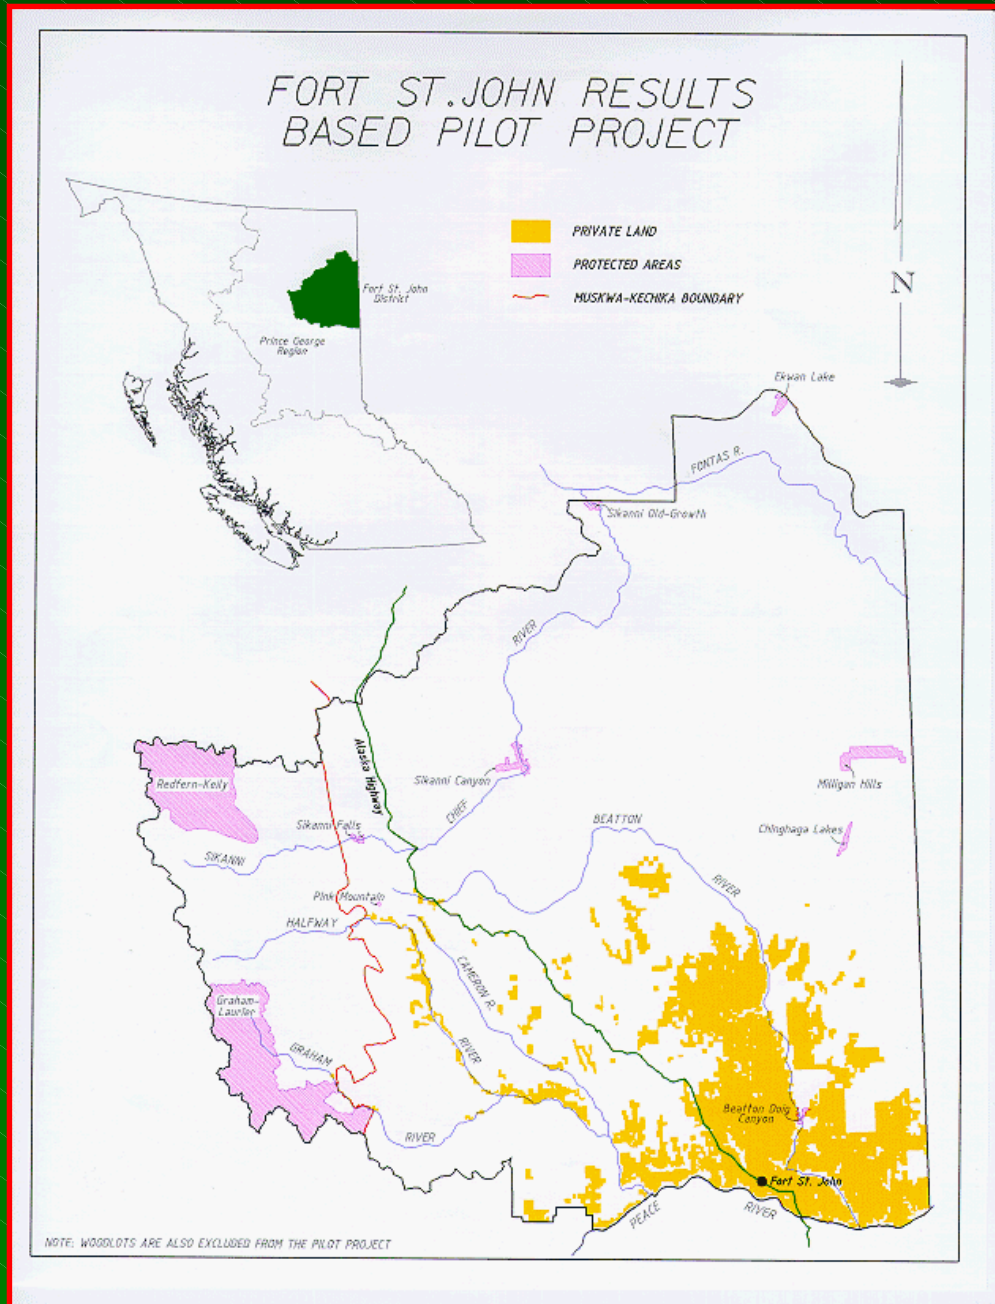 FORT ST.JOHN RESULTS
BASED PILOT PROJECT
PRIVATE LAND
PROTECTED AREAS
MUSKWA-KECHIKA BOUNDARY
N
Fort St. John
District
Prince George
Region
Ekwan Lake
FONTAS R.
Sikanni Old-Growth
RIVER
Alaska Highway
Redfern-Keily
Sikanni Canyon
Milligan Hills
CHIEF
Sikanni Falls
BEATTON
Chinghaga Lakes
SIKANNI
RIVER
Pink Mountain
HALFWAY
CAMERON R.
Graham-
Laurier
GRAHAM
RIVER
Beatton Doig
Canyon
RIVER
Fort St. John
PEACE
RIVER
NOTE: WOODLOTS ARE ALSO EXCLUDED FROM THE PILOT PROJECT